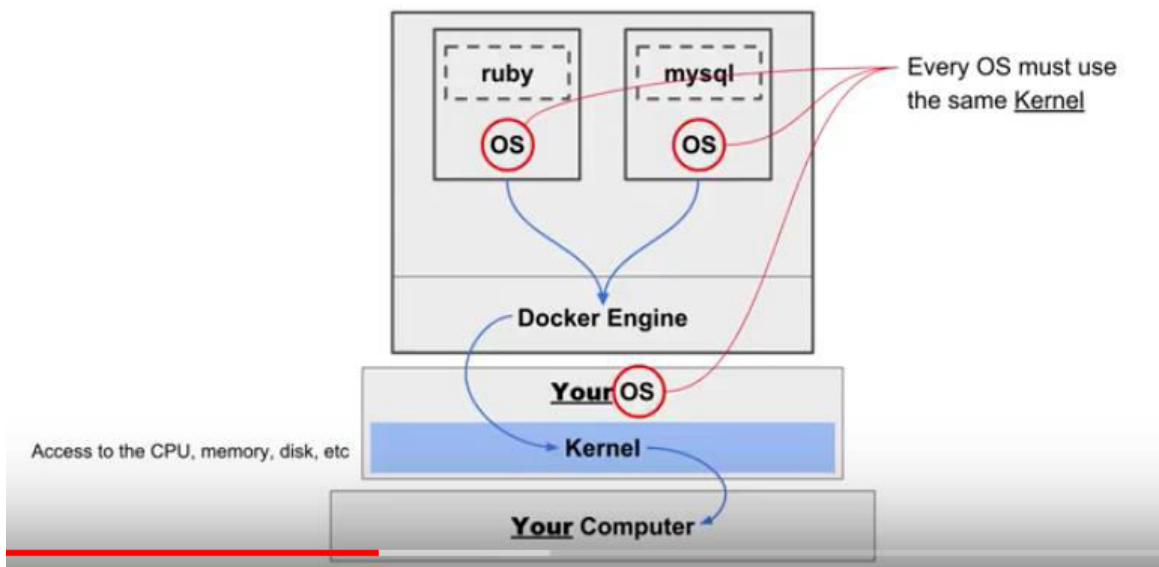 ruby
mysql
Every OS must use
the same Kernel
OS
OS
Docker Engine
Your OS
Access to the CPU, memory, disk, etc
Kernel
Your Computer